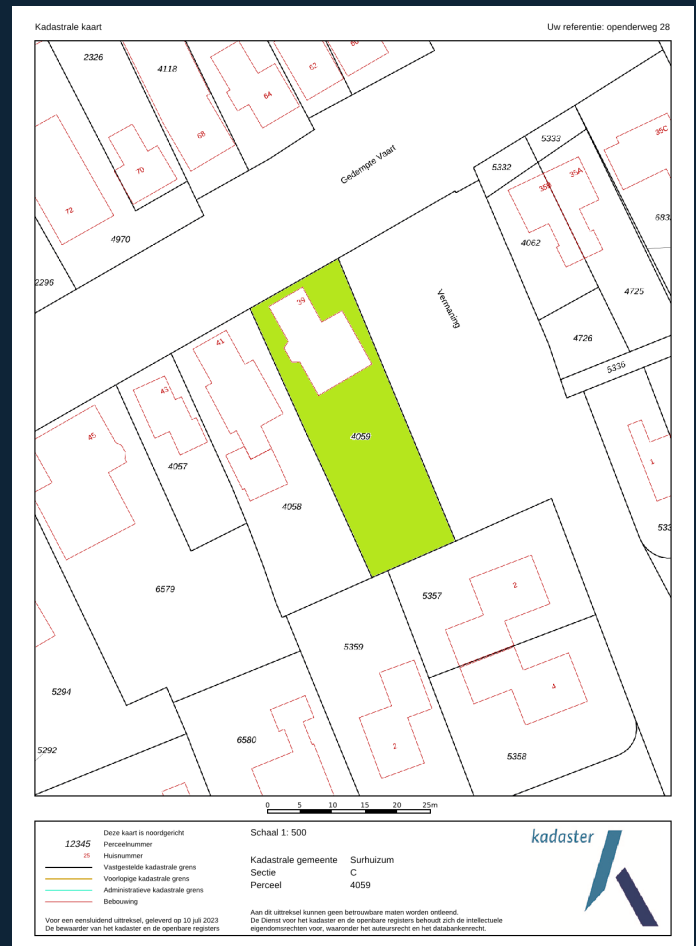 Kadastrale kaart
Uw referentie: openderweg 28
2326
4118
64
62
68
70
72
4970
2296
Gedempte Vaart
5332
5333
35B
35A
35C
4062
4725
4726
5336
Vermaning
39
41
43
45
4059
4057
4058
6579
5357
2
5359
4
2
5358
5294
5292
6580
1
0 5 10 15 20 25m
Deze kaart is noordgericht
12345 Perceelnummer
25 Huisnummer
Vastgestelde kadastrale grens
Voorlopige kadastrale grens
Administratieve kadastrale grens
Bebouwing
Voor een eensluidend uittreksel, geleverd op 10 juli 2023
De bewaarder van het kadaster en de openbare registers
Schaal 1: 500
Kadastrale gemeente Surhuizum
Sectie C
Perceel 4059
Aan dit uittreksel kunnen geen betrouwbare maten worden ontleend.
De Dienst voor het kadaster en de openbare registers behoudt zich de intellectuele
eigendomsrechten voor, waaronder het auteursrecht en het databankenrecht.
kadaster